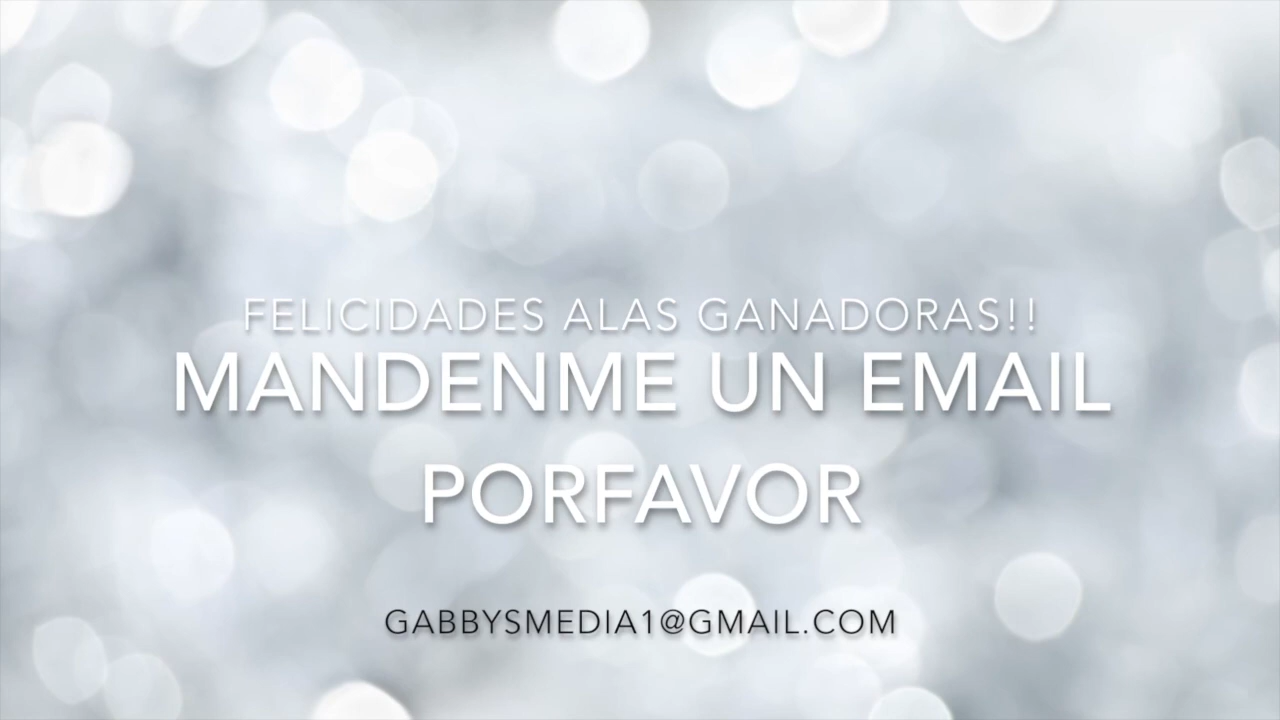 FELICIDADES ALAS GANADORAS!!
MANDENME UN EMAIL
PORFAVOR
GABBYSMEDIA1@GMAIL.COM